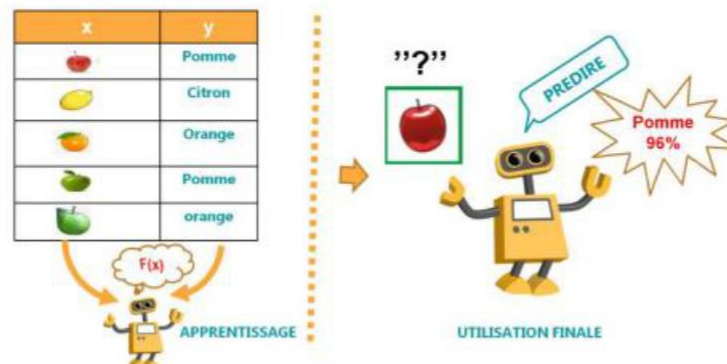 x y
Pomme
Citron
Orange
Pomme
orange
F(x)
APPRENTISSAGE
"?"
PREDIRE
Pomme
96%
UTILISATION FINALE